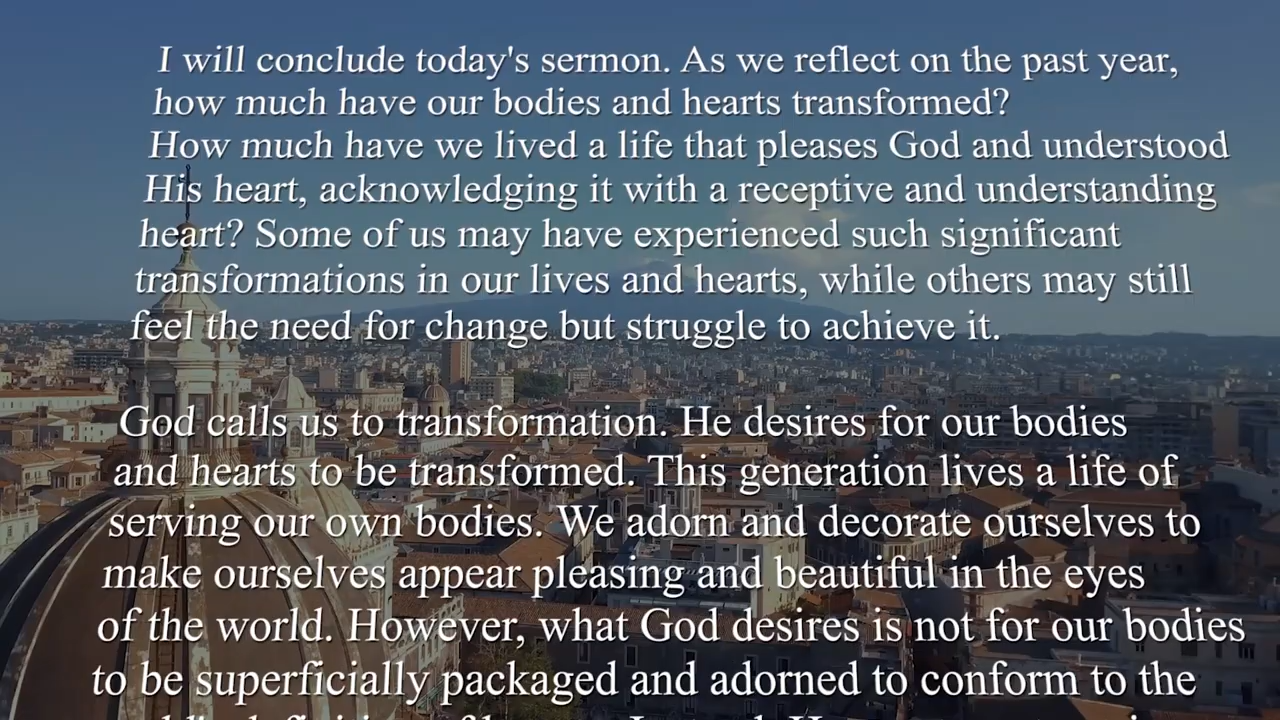 I will conclude today's sermon. As we reflect on the past year,
how much have our bodies and hearts transformed?
How much have we lived a life that pleases God and understood
His heart, acknowledging it with a receptive and understanding
heart? Some of us may have experienced such significant
transformations in our lives and hearts, while others may still
feel the need for change but struggle to achieve it.
God calls us to transformation. He desires for our bodies
and hearts to be transformed. This generation lives a life of
serving our own bodies. We adorn and decorate ourselves to
make ourselves appear pleasing and beautiful in the eyes
of the world. However, what God desires is not for our bodies
to be superficially packaged and adorned to conform to the